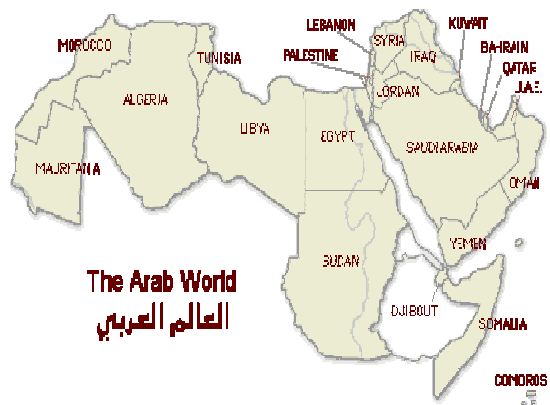 LEBANON
KUWAIT
MOROCCO
SYRIA
BAHRAIN
TUNISIA
PALESTINE
IRAQ
QATAR
U.A.E.
ALGERIA
JORDAN
LIBYA
EGYPT
SAUDI ARABIA
MAURITANIA
OMAN
YEMEN
SUDAN
The Arab World
العالم العربي
DJIBOUT
SOMALIA
COMOROS